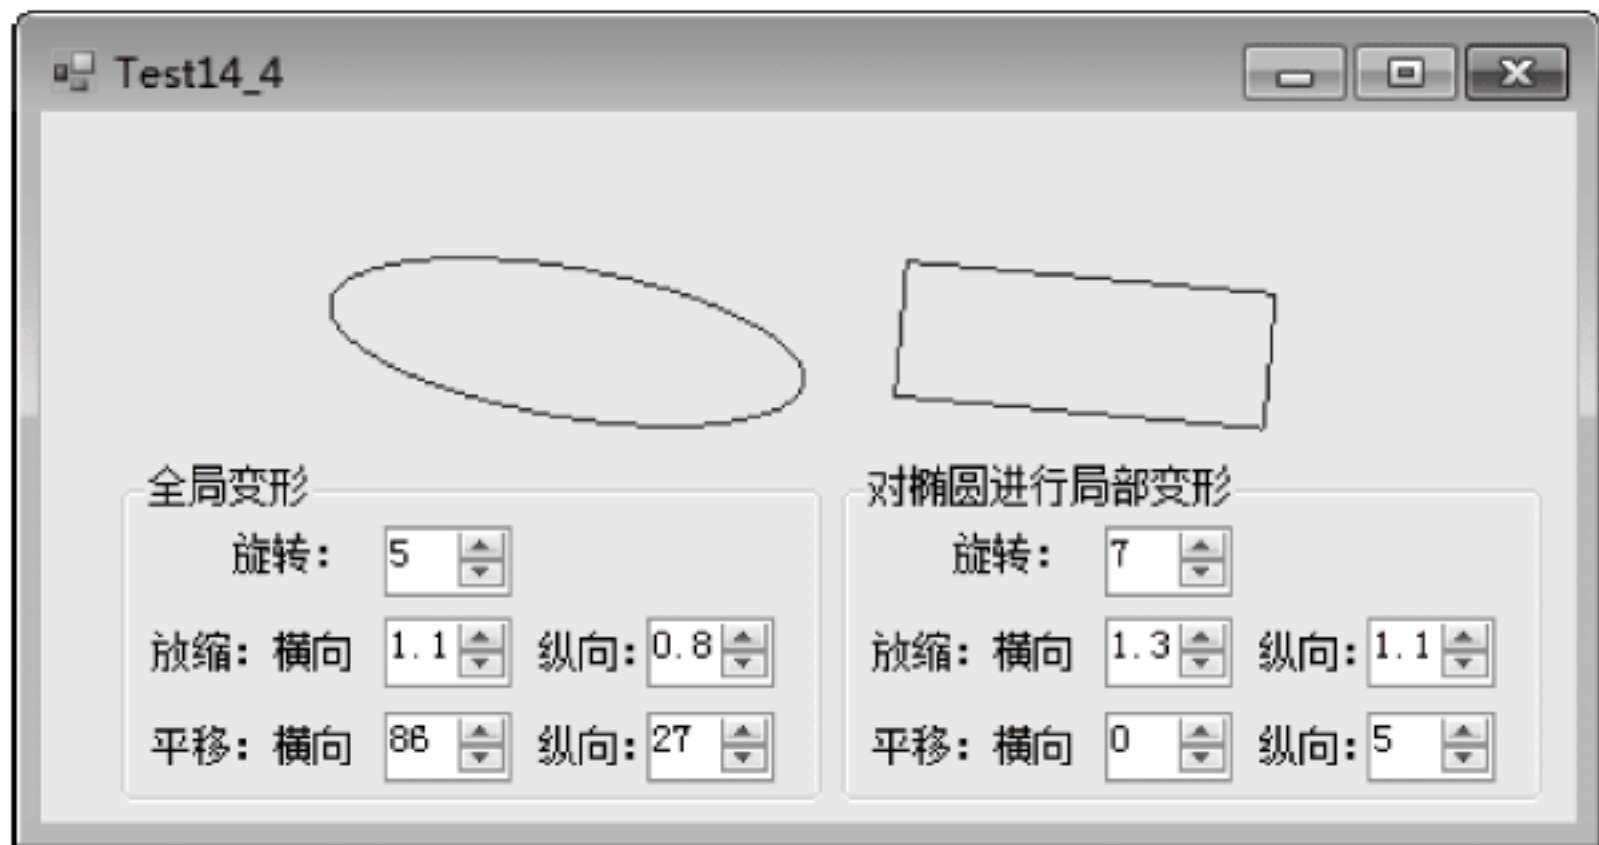 Test14_4
全局变形
旋转: 5
放缩: 横向 1.1 纵向: 0.8
平移: 横向 86 纵向: 27
对椭圆进行局部变形
旋转: 7
放缩: 横向 1.3 纵向: 1.1
平移: 横向 0 纵向: 5